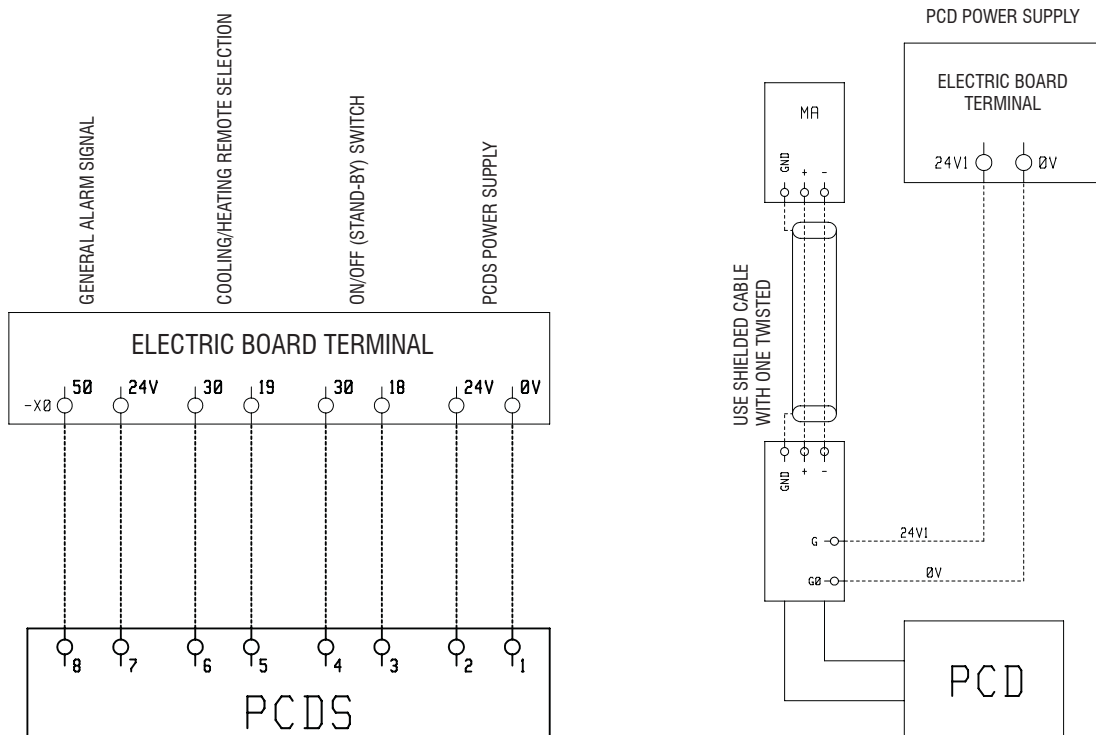 GENERAL ALARM SIGNAL
COOLING/HEATING REMOTE SELECTION
ON/OFF (STAND-BY) SWITCH
PCDS POWER SUPPLY
ELECTRIC BOARD TERMINAL
-X0 50 24V 30 19 30 18 24V 0V
8 7 6 5 4 3 2 1
PCDS
PCD POWER SUPPLY
ELECTRIC BOARD
TERMINAL
24V1 0V
MA
GND + -
USE SHIELDED CABLE
WITH ONE TWISTED
GND + -
G 24V1
G0 0V
PCD